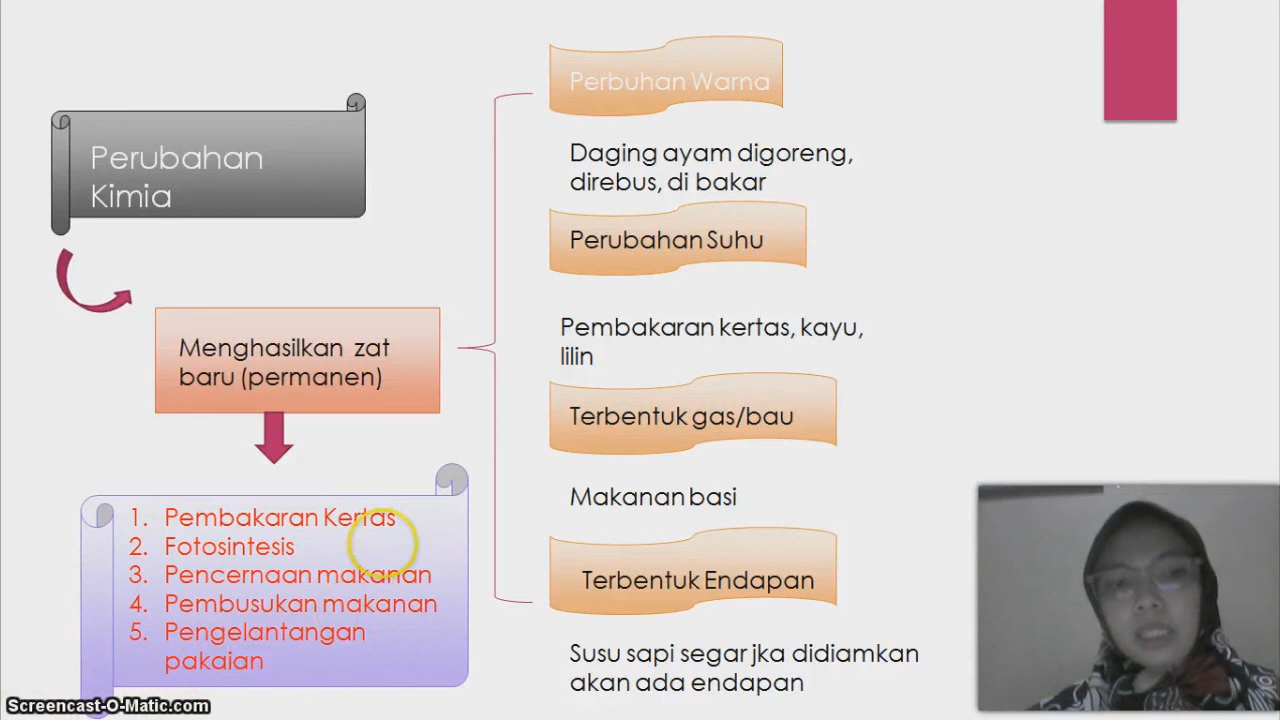 Perubahan
Kimia
Menghasilkan zat
baru (permanen)
1. Pembakaran Kertas
2. Fotosintesis
3. Pencernaan makanan
4. Pembusukan makanan
5. Pengelantangan
pakaian
Perbuhan Warna
Daging ayam digoreng,
direbus, di bakar
Perubahan Suhu
Pembakaran kertas, kayu,
lilin
Terbentuk gas/bau
Makanan basi
Terbentuk Endapan
Susu sapi segar jka didiamkan
akan ada endapan
Screencast-O-Matic.com